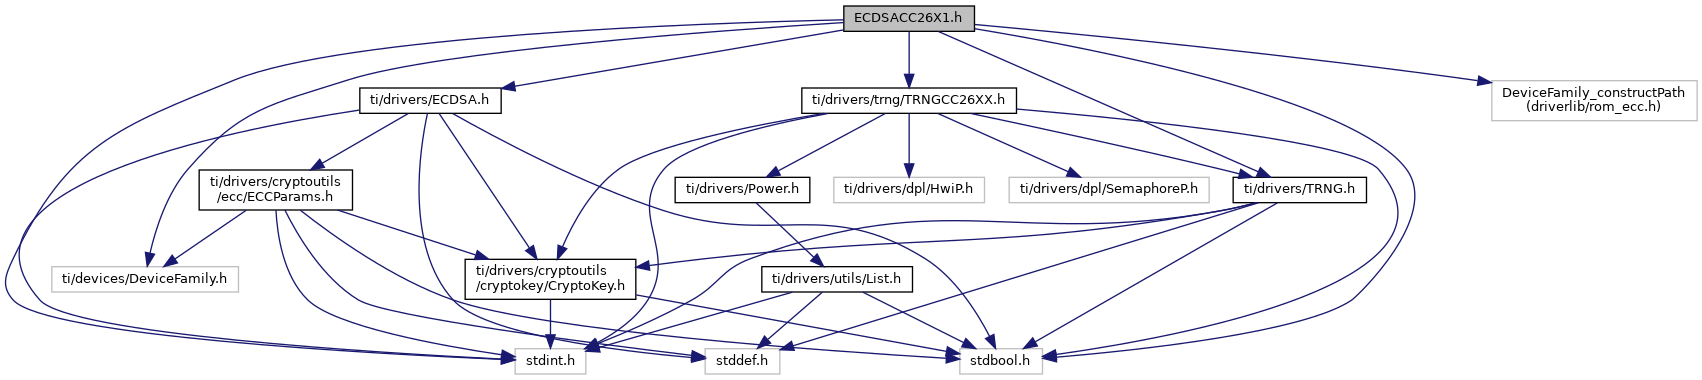 ECDSACC26X1.h
DeviceFamily_constructPath
(driverlib/rom_ecc.h)
ti/drivers/ECDSA.h
ti/drivers/trng/TRNGCC26XX.h
ti/drivers/cryptoutils
/ecc/ECCParams.h
ti/drivers/Power.h
ti/drivers/dpl/HwiP.h
ti/drivers/dpl/SemaphoreP.h
ti/drivers/TRNG.h
ti/devices/DeviceFamily.h
ti/drivers/cryptoutils
/cryptokey/CryptoKey.h
ti/drivers/utils/List.h
stdint.h
stddef.h
stdbool.h